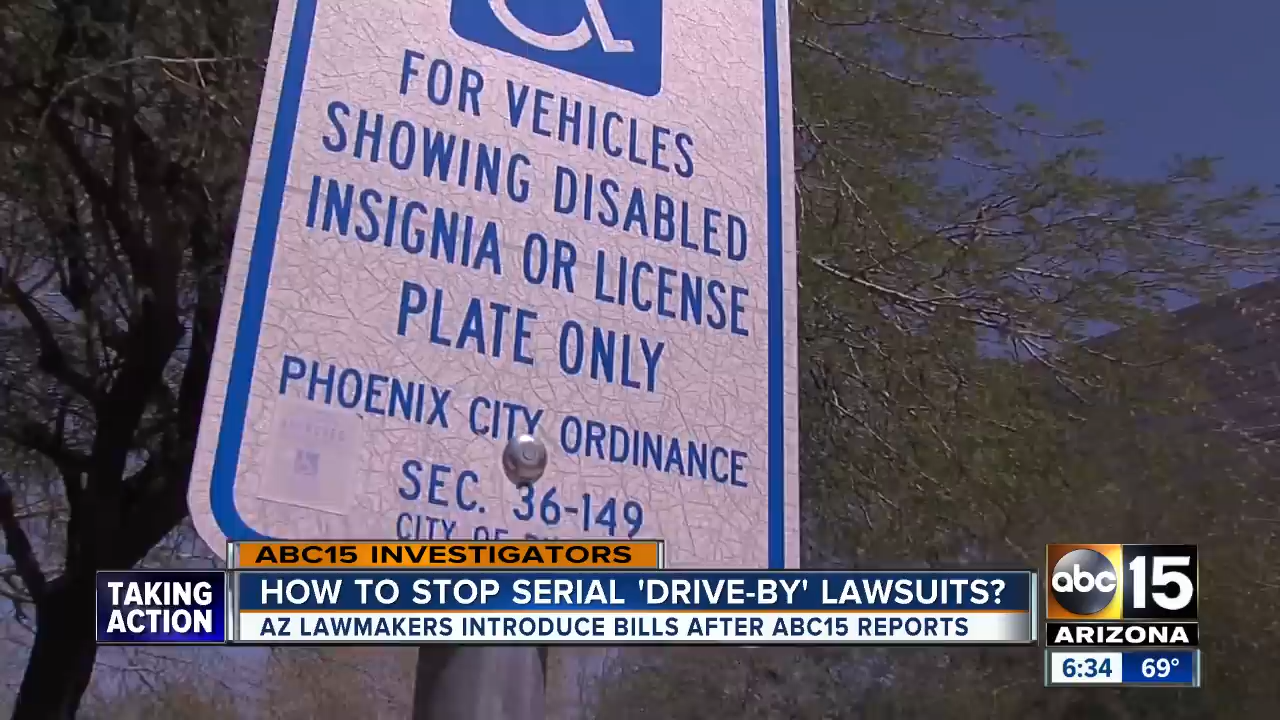 FOR VEHICLES
SHOWING DISABLED
INSIGNIA OR LICENSE
PLATE ONLY
PHOENIX CITY ORDINANCE
SEC. 36-149
CITY OF
ABC15 INVESTIGATORS
TAKING
ACTION
HOW TO STOP SERIAL 'DRIVE-BY' LAWSUITS?
AZ LAWMAKERS INTRODUCE BILLS AFTER ABC15 REPORTS
abc 15
ARIZONA
6:34 69°